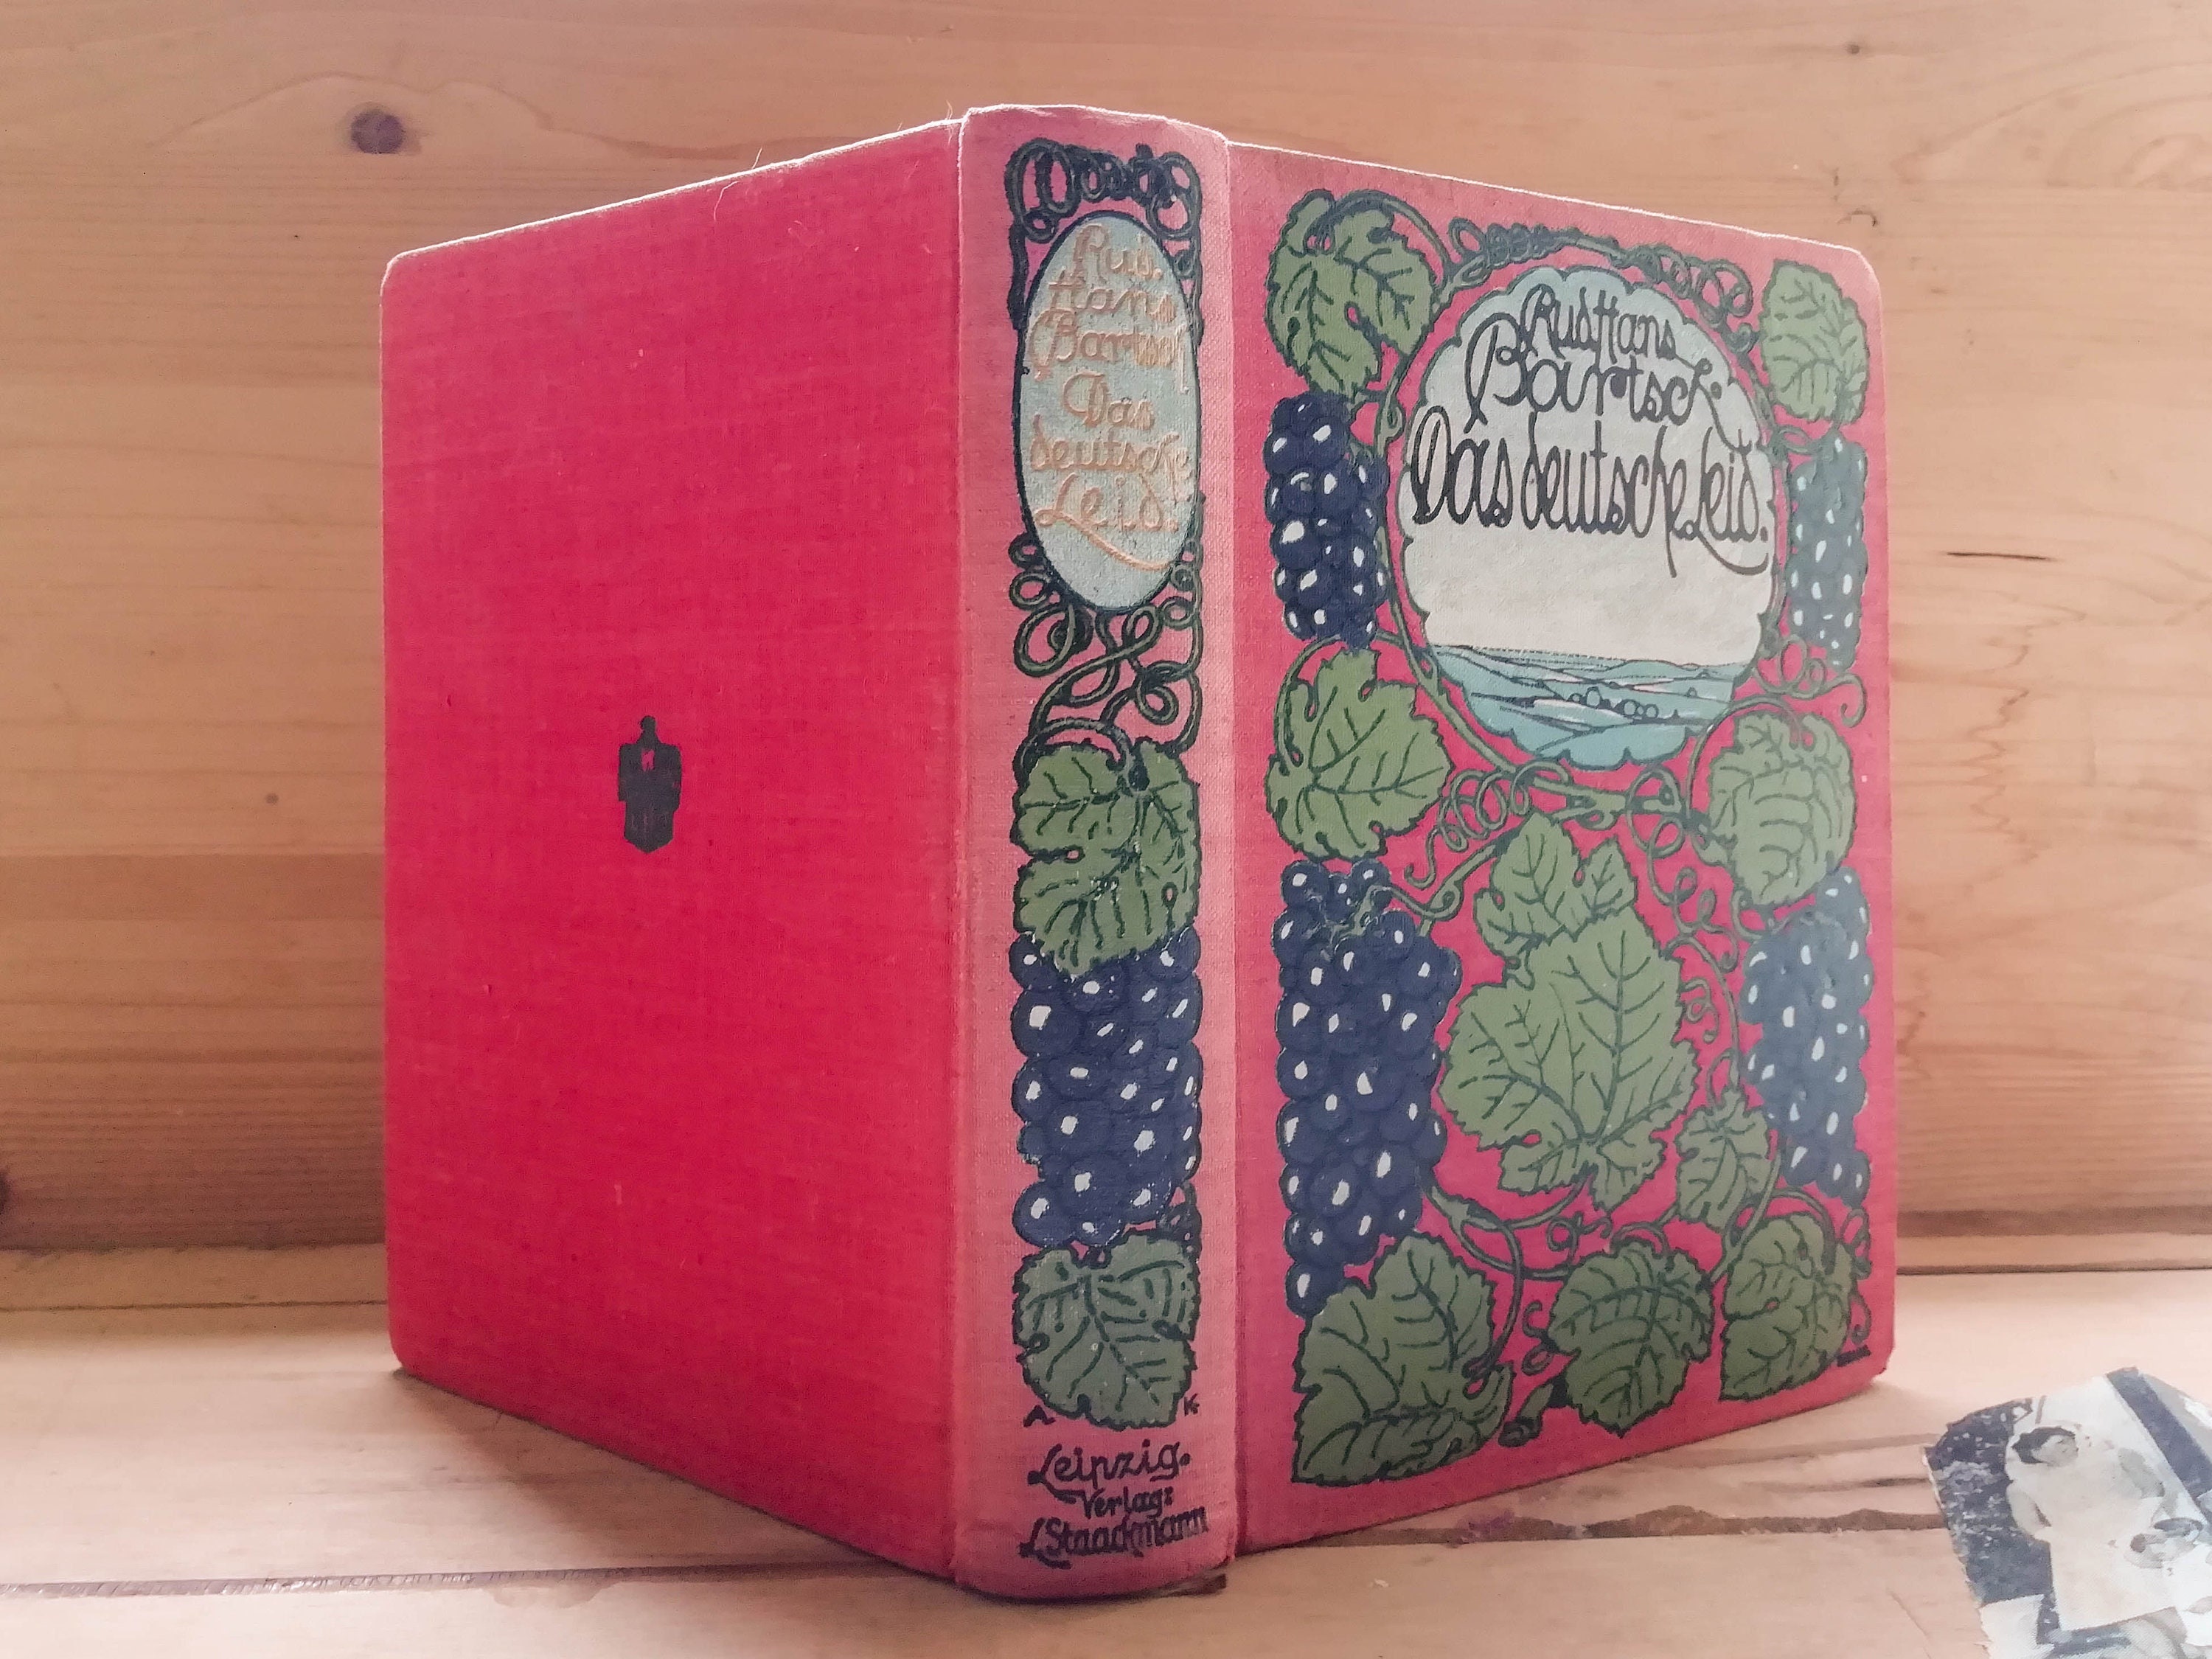 Rud.
Hans
Bartsch
Das
deutsche
Leid.
A K
Leipzig.
Verlag:
L. Staackmann
Rud Hans
Bartsch.
Das deutsche Leid.